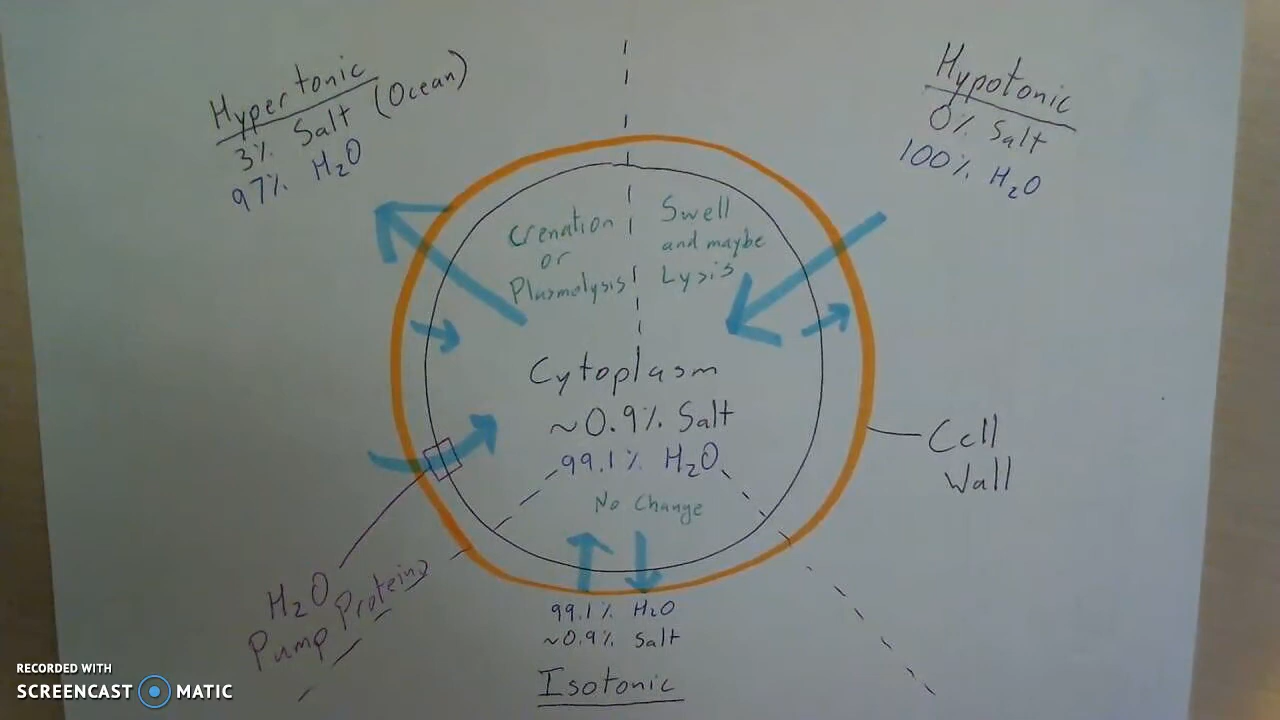 Hypertonic
3% Salt (Ocean)
97% H₂O
Hypotonic
0% Salt
100% H₂O
Crenation
or
Plasmolysis
Swell
and maybe
Lysis
Cytoplasm
~0.9% Salt
99.1% H₂O
No Change
Cell
Wall
H₂O
Pump Proteins
99.1% H₂O
~0.9% Salt
Isotonic
RECORDED WITH
SCREENCAST MATIC